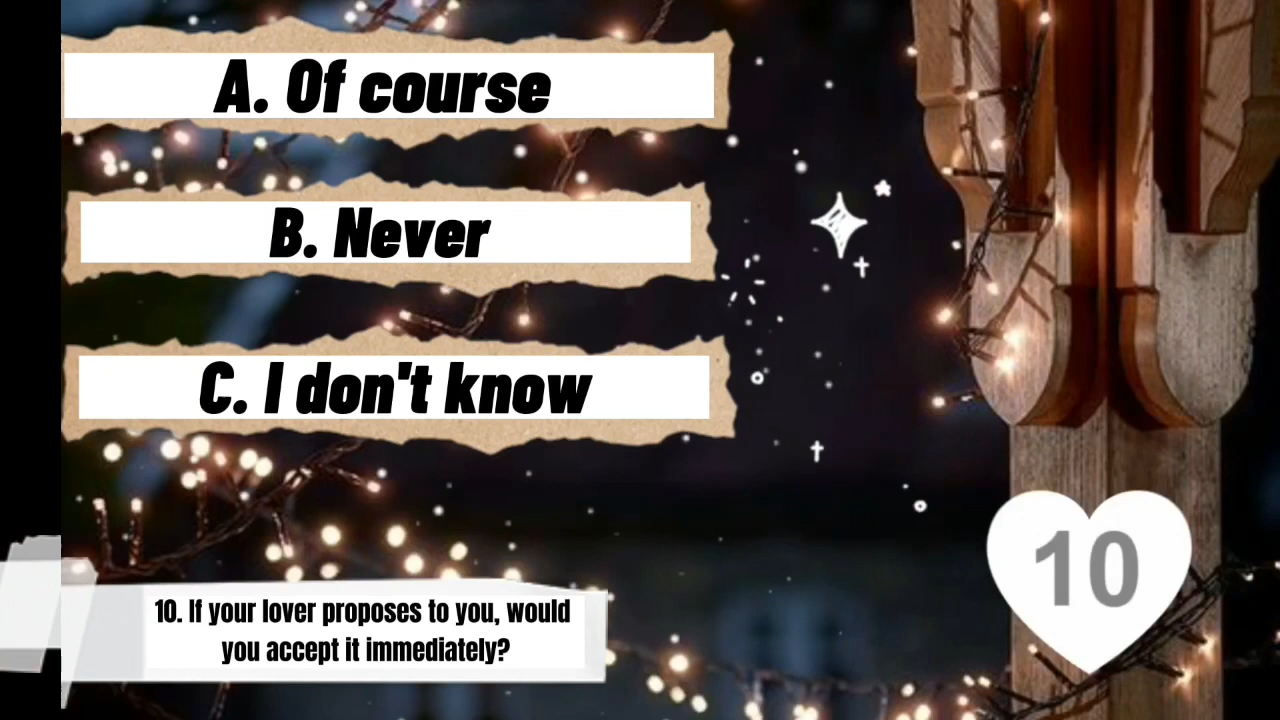 A. Of course
B. Never
C. I don't know
10
10. If your lover proposes to you, would
you accept it immediately?